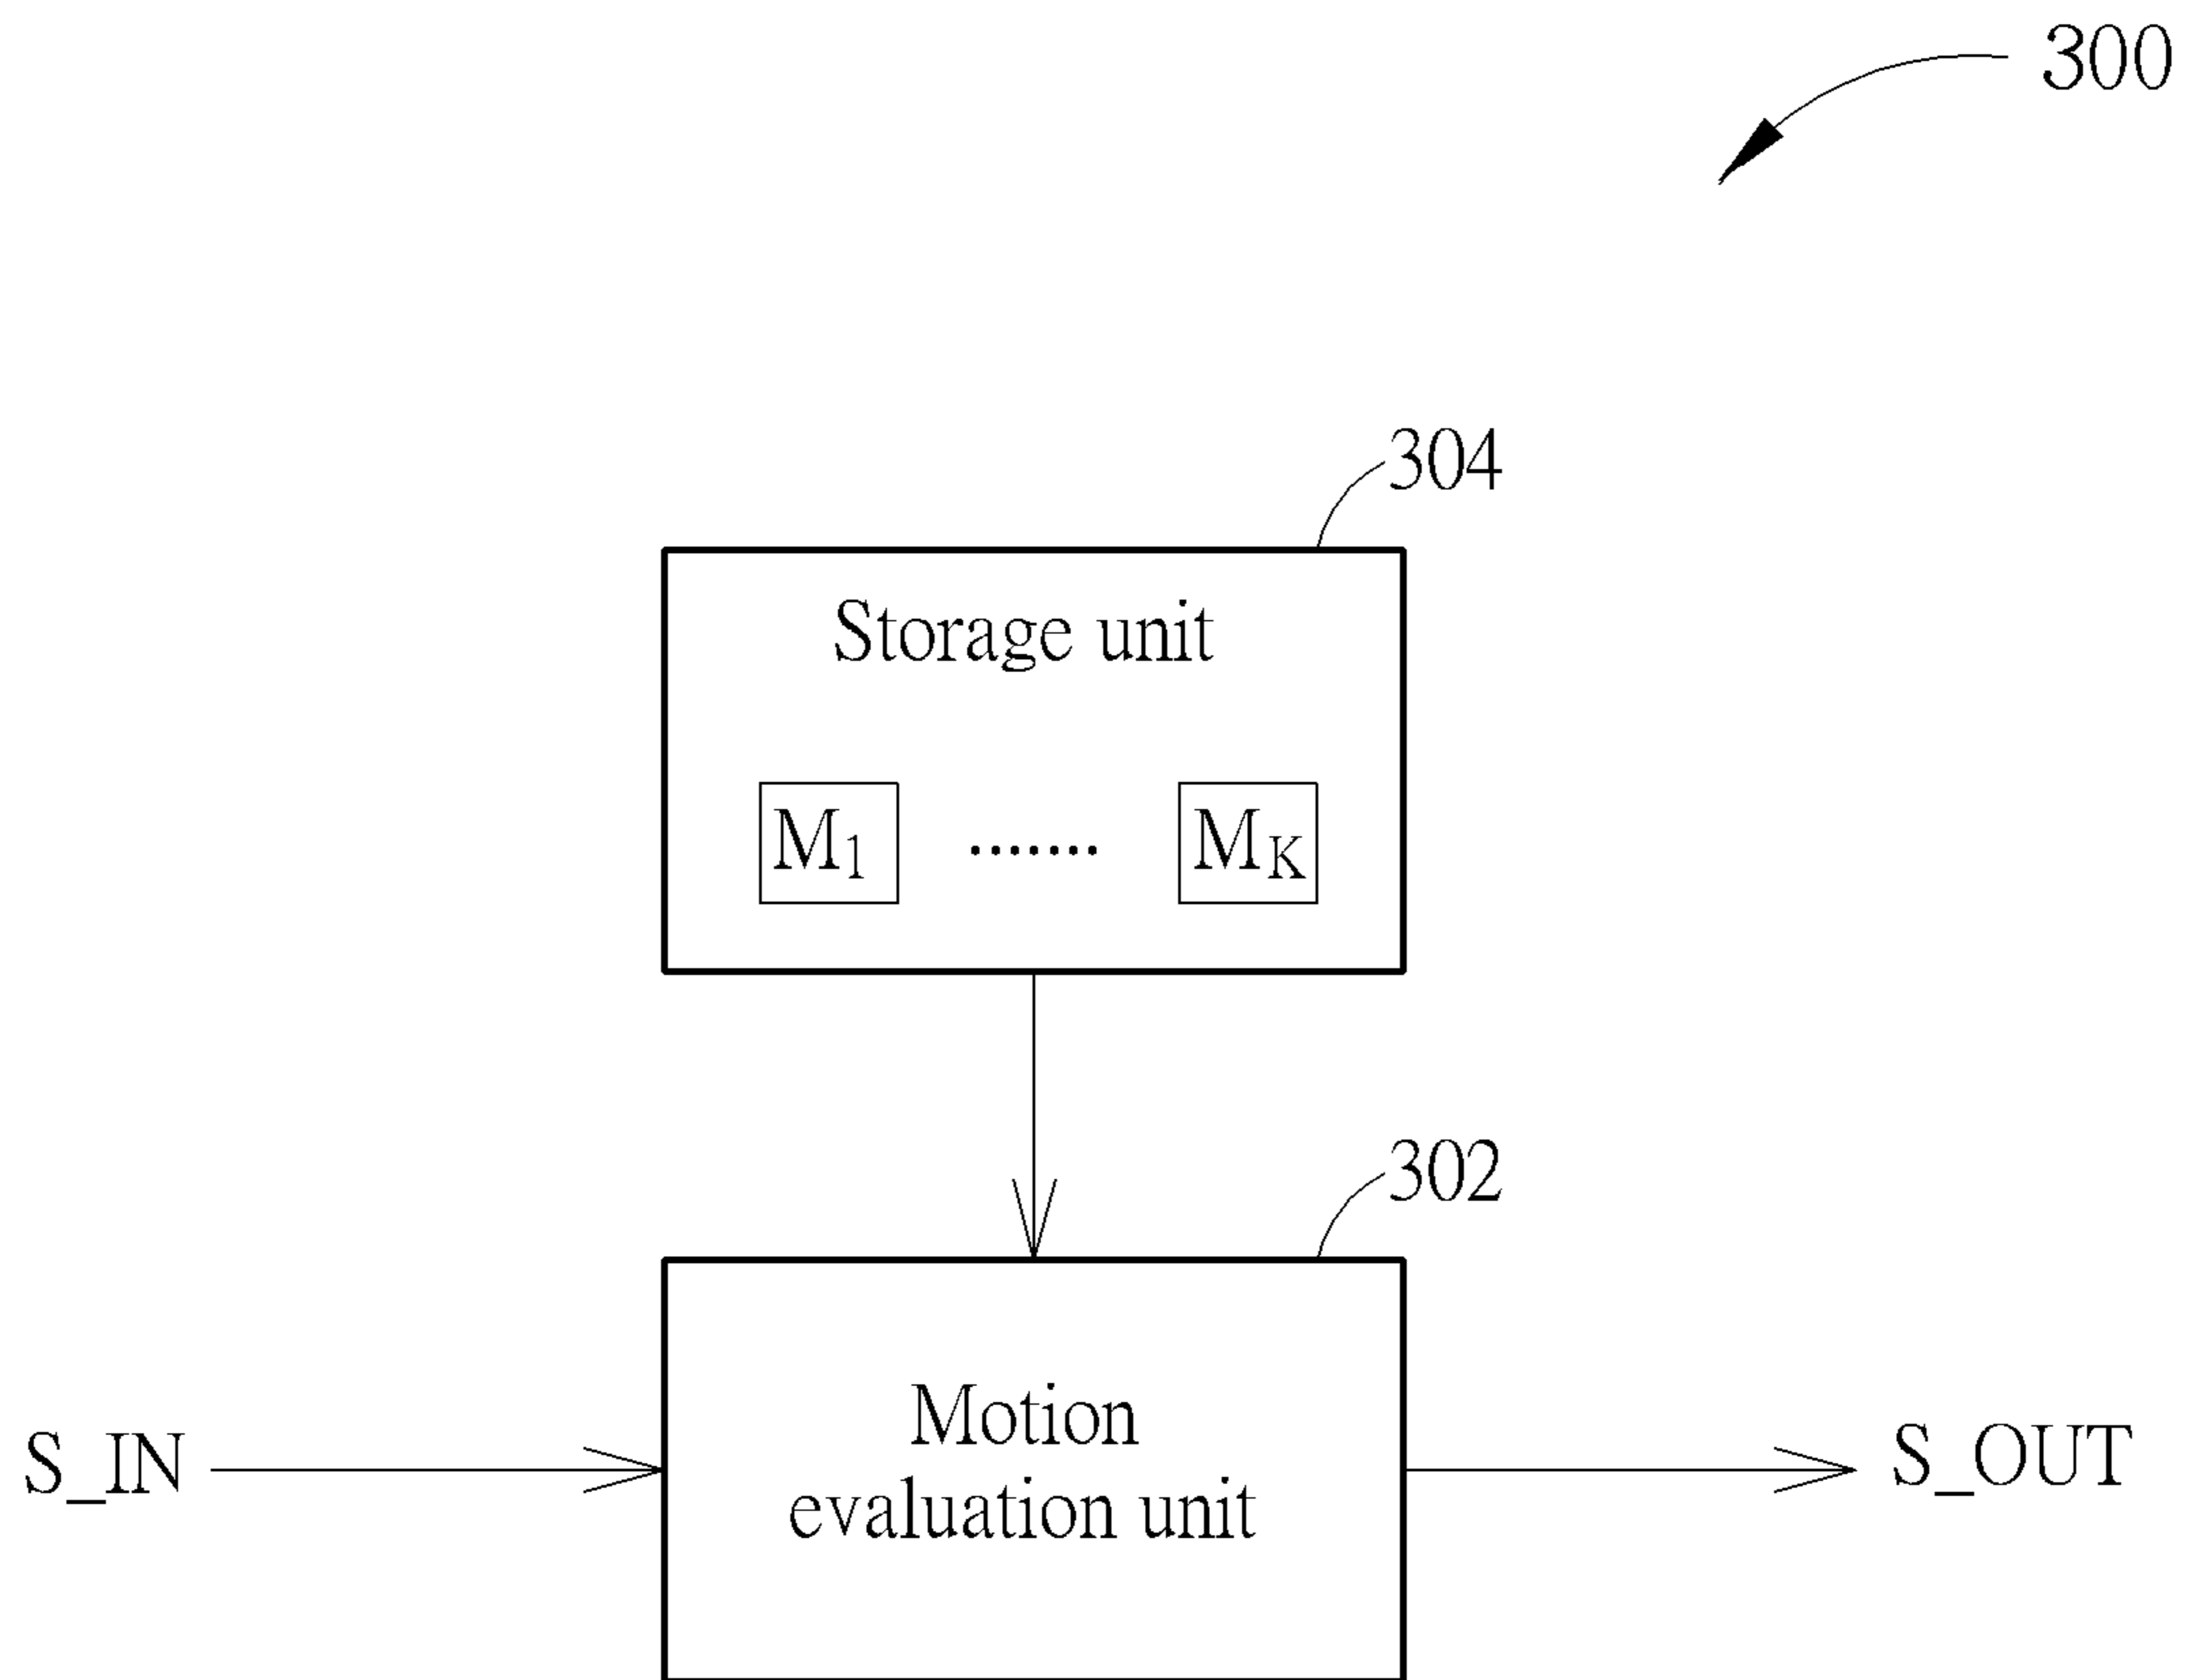 300
304
Storage unit
M1 ······· MK
302
Motion
evaluation unit
S_IN
S_OUT